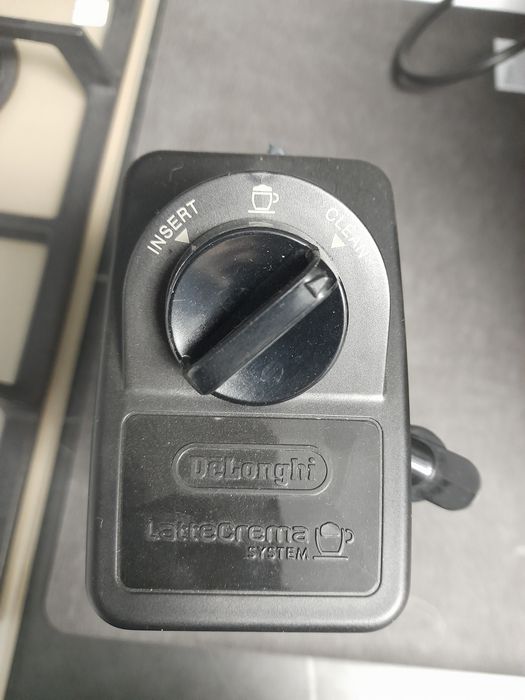 INSERT
CLEAN
DeLonghi
LatteCrema
SYSTEM